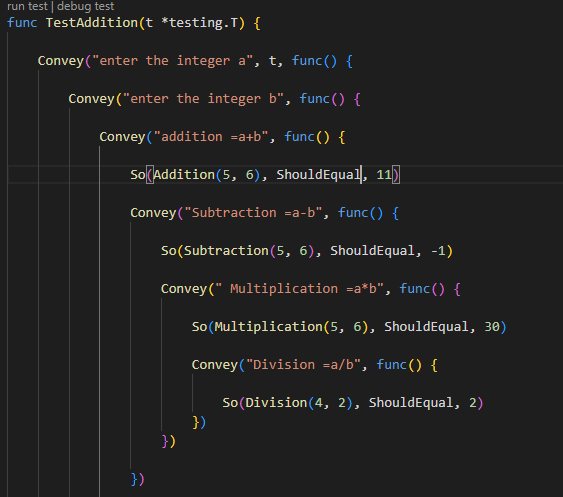 run test | debug test
func TestAddition(t *testing.T) {
Convey("enter the integer a", t, func() {
Convey("enter the integer b", func() {
Convey("addition =a+b", func() {
So(Addition(5, 6), ShouldEqual, 11)
Convey("Subtraction =a-b", func() {
So(Subtraction(5, 6), ShouldEqual, -1)
Convey(" Multiplication =a*b", func() {
So(Multiplication(5, 6), ShouldEqual, 30)
Convey("Division =a/b", func() {
So(Division(4, 2), ShouldEqual, 2)
})
})
})